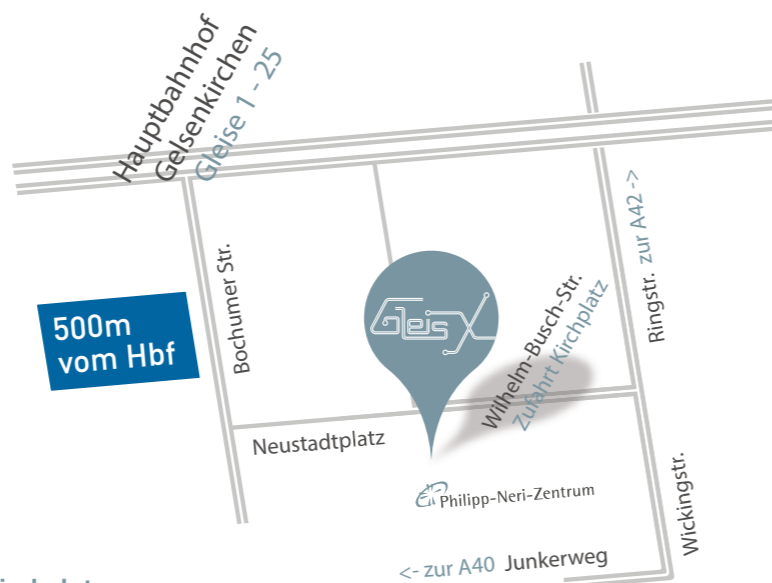 Hauptbahnhof
Gelsenkirchen
Gleise 1 - 25
500m
vom Hbf
Bochumer Str.
GleisX
Wilhelm-Busch-Str.
Zufahrt Kirchplatz
Ringstr. zur A42 ->
Neustadtplatz
Philipp-Neri-Zentrum
Wickingstr.
<- zur A40 Junkerweg